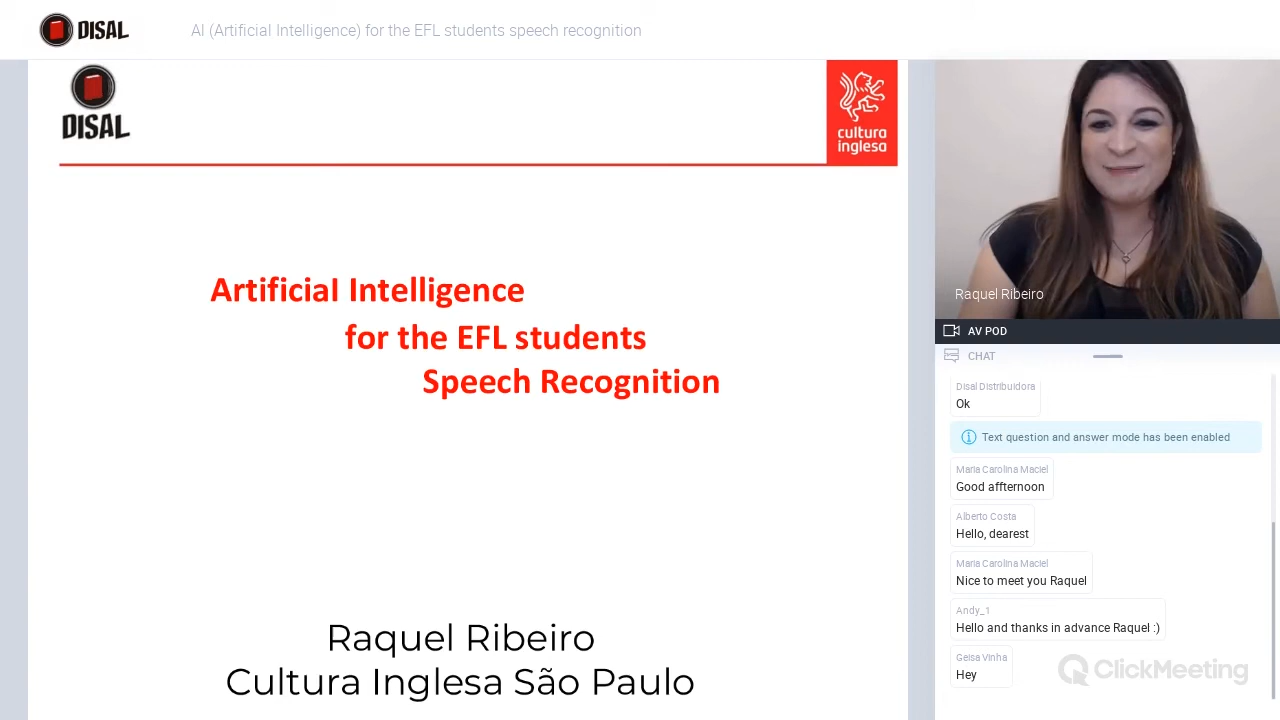 DISAL
AI (Artificial Intelligence) for the EFL students speech recognition
DISAL
cultura
inglesa
Artificial Intelligence
for the EFL students
Speech Recognition
Raquel Ribeiro
Cultura Inglesa São Paulo
Raquel Ribeiro
AV POD
CHAT
Disal Distribuidora
Ok
Text question and answer mode has been enabled
Maria Carolina Maciel
Good affternoon
Alberto Costa
Hello, dearest
Maria Carolina Maciel
Nice to meet you Raquel
Andy_1
Hello and thanks in advance Raquel :)
Geisa Vinha
Hey
ClickMeeting